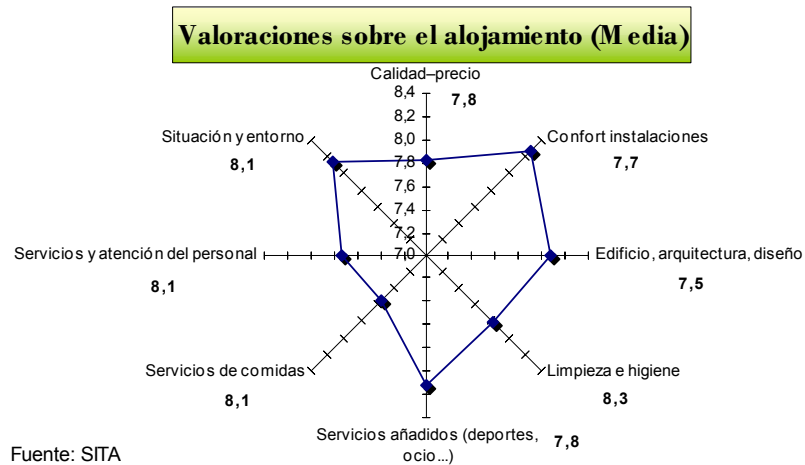 Valoraciones sobre el alojamiento (Media)
Calidad–precio
7,8
8,4
8,2
8,0
7,8
7,6
7,4
7,2
7,0
Situación y entorno
8,1
Confort instalaciones
7,7
Servicios y atención del personal
8,1
Edificio, arquitectura, diseño
7,5
Servicios de comidas
8,1
Limpieza e higiene
8,3
Servicios añadidos (deportes,
ocio...)
7,8
Fuente: SITA